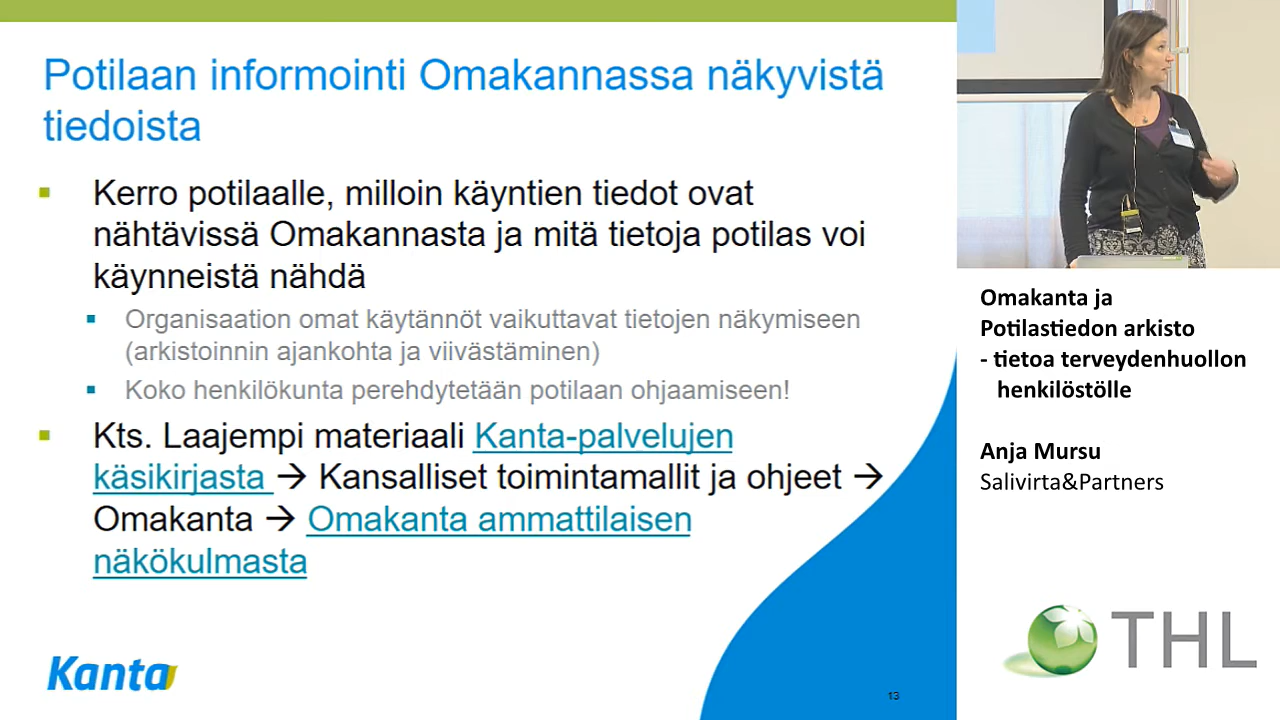 Potilaan informointi Omakannassa näkyvistä
tiedoista
Kerro potilaalle, milloin käyntien tiedot ovat
nähtävissä Omakannasta ja mitä tietoja potilas voi
käynneistä nähdä
Organisaation omat käytännöt vaikuttavat tietojen näkymiseen
(arkistoinnin ajankohta ja viivästäminen)
Koko henkilökunta perehdytetään potilaan ohjaamiseen!
Kts. Laajempi materiaali Kanta-palvelujen
käsikirjasta → Kansalliset toimintamallit ja ohjeet →
Omakanta → Omakanta ammattilaisen
näkökulmasta
Kanta
13
Omakanta ja
Potilastiedon arkisto
- tietoa terveydenhuollon
henkilöstölle
Anja Mursu
Salivirta&Partners
THL